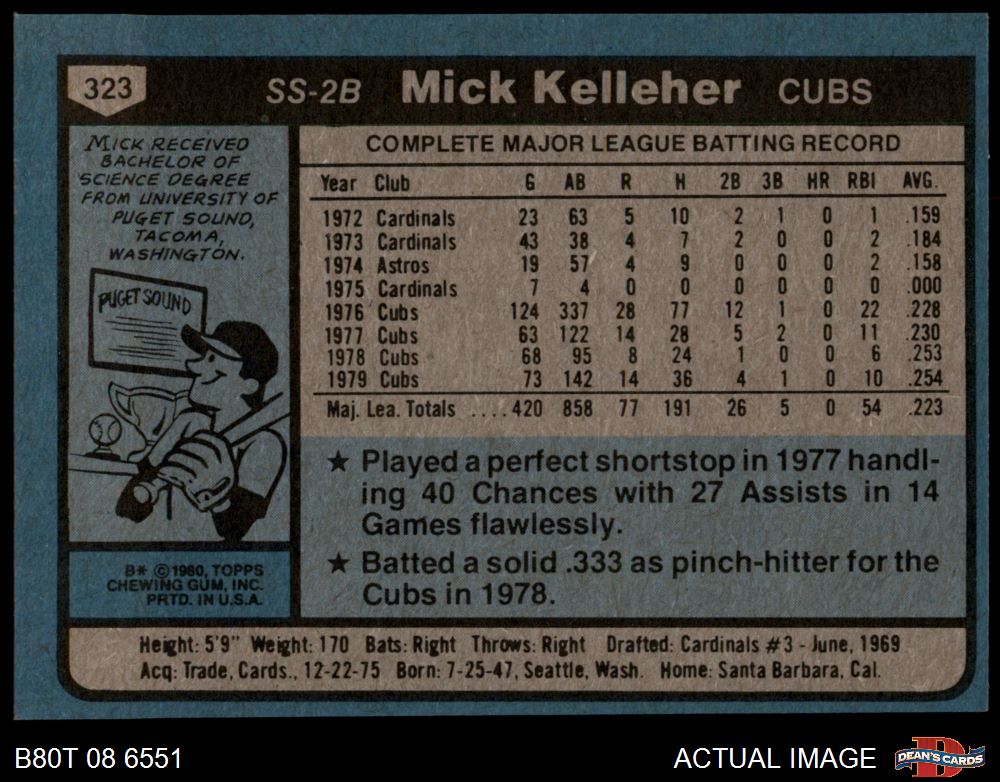 323 SS-2B Mick Kelleher CUBS
MICK RECEIVED
BACHELOR OF
SCIENCE DEGREE
FROM UNIVERSITY OF
PUGET SOUND,
TACOMA,
WASHINGTON.
PUGET SOUND
B* ©1980, TOPPS
CHEWING GUM, INC.
PRTD. IN U.S.A.
COMPLETE MAJOR LEAGUE BATTING RECORD
Year Club G AB R H 2B 3B HR RBI AVG.
1972 Cardinals 23 63 5 10 2 1 0 1 .159
1973 Cardinals 43 38 4 7 2 0 0 2 .184
1974 Astros 19 57 4 9 0 0 0 2 .158
1975 Cardinals 7 4 0 0 0 0 0 0 .000
1976 Cubs 124 337 28 77 12 1 0 22 .228
1977 Cubs 63 122 14 28 5 2 0 11 .230
1978 Cubs 68 95 8 24 1 0 0 6 .253
1979 Cubs 73 142 14 36 4 1 0 10 .254
Maj. Lea. Totals ....420 858 77 191 26 5 0 54 .223
★ Played a perfect shortstop in 1977 handl-
ing 40 Chances with 27 Assists in 14
Games flawlessly.
★ Batted a solid .333 as pinch-hitter for the
Cubs in 1978.
Height: 5'9" Weight: 170 Bats: Right Throws: Right Drafted: Cardinals #3 - June, 1969
Acq: Trade, Cards., 12-22-75 Born: 7-25-47, Seattle, Wash. Home: Santa Barbara, Cal.
B80T 08 6551
ACTUAL IMAGE
D
DEAN'S CARDS